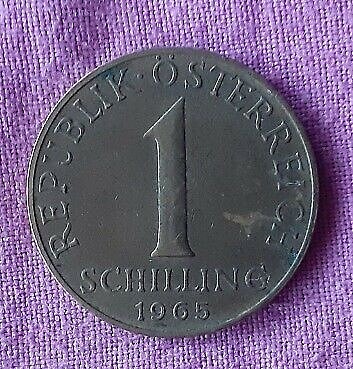 REPUBLIK · ÖSTERREICH
1
SCHILLING
1965